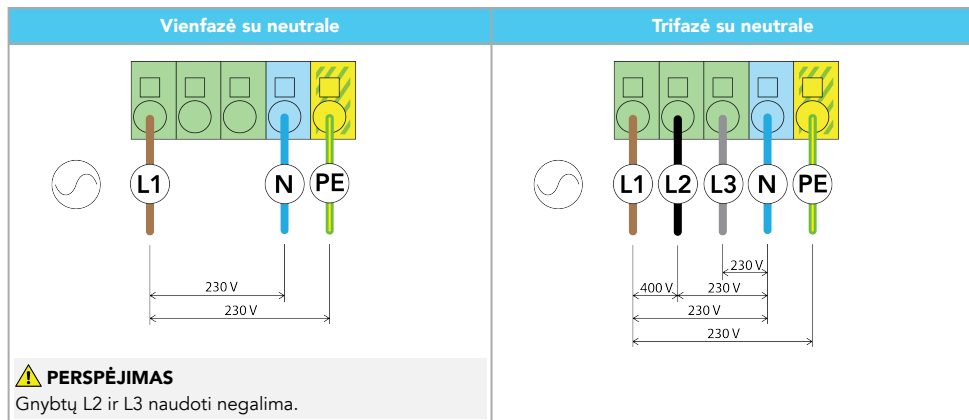 Vienfazė su neutrale
L1 N PE
230 V
230 V
PERSPĖJIMAS
Gnybtų L2 ir L3 naudoti negalima.
Trifazė su neutrale
L1 L2 L3 N PE
230 V
400 V 230 V
230 V
230 V